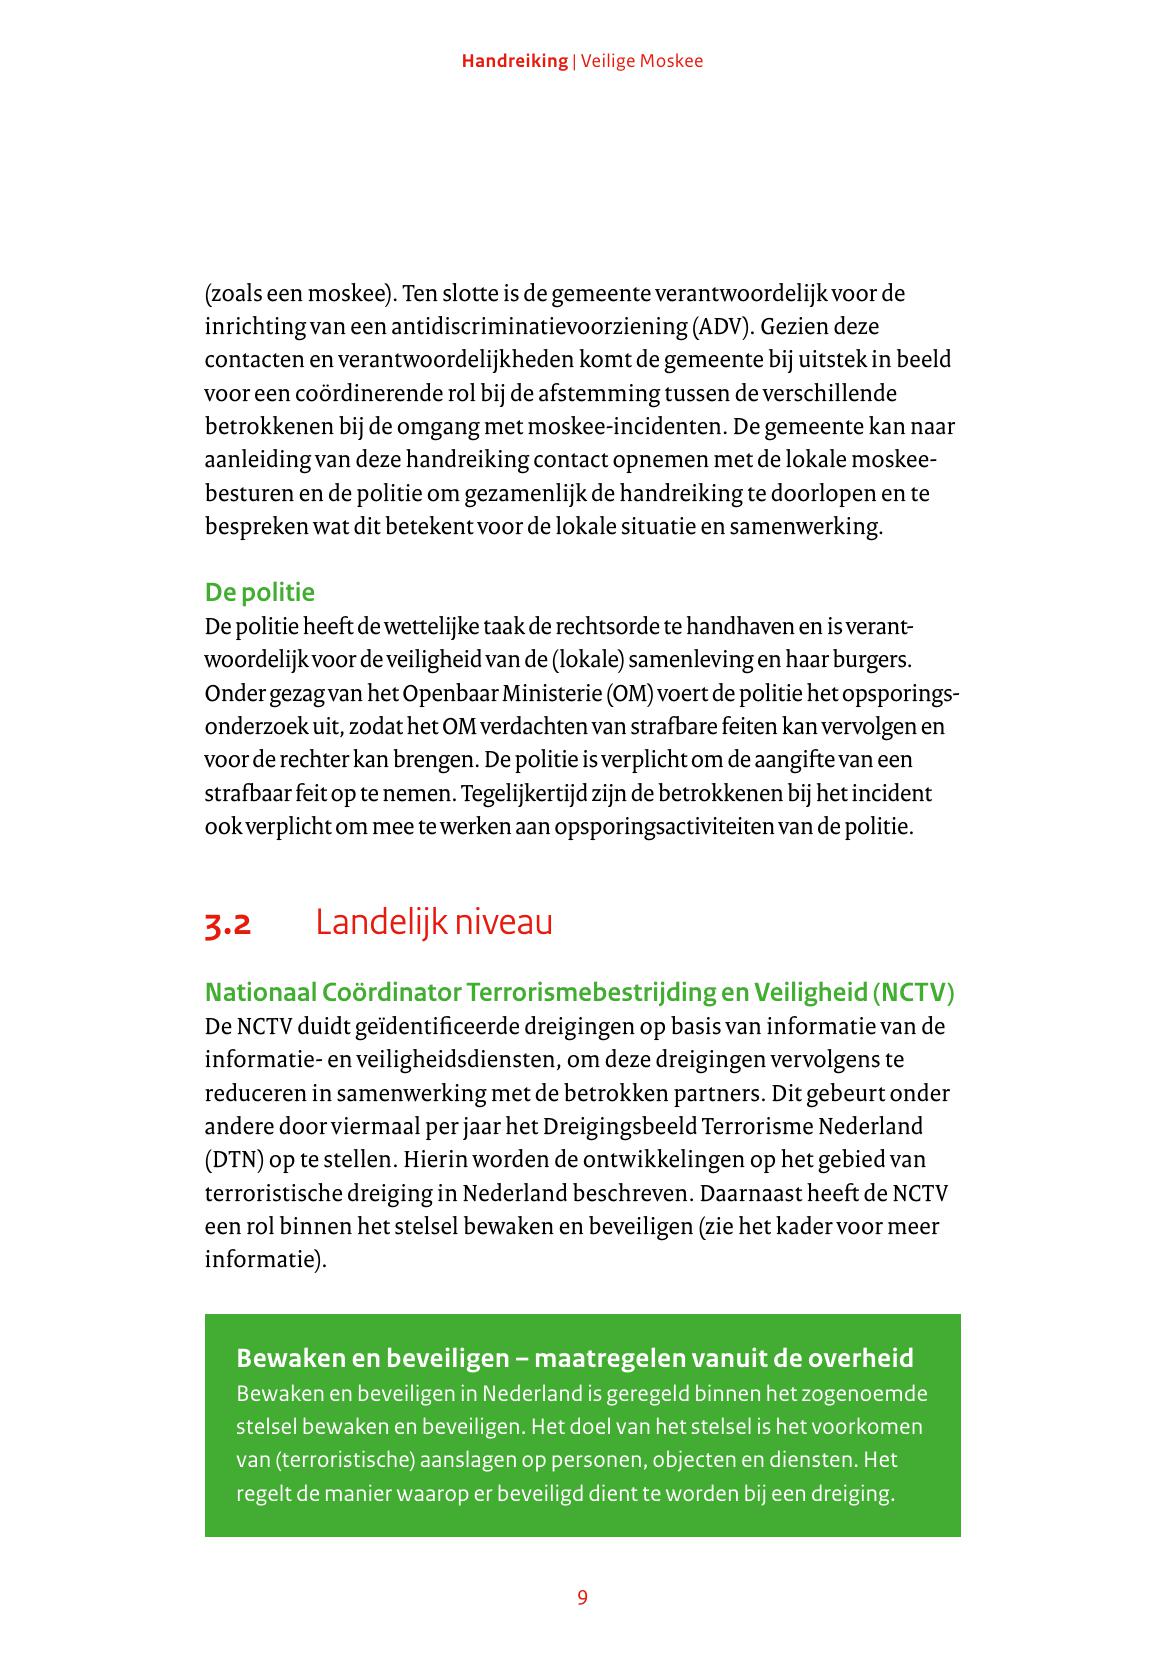 Handreiking | Veilige Moskee
(zoals een moskee). Ten slotte is de gemeente verantwoordelijk voor de
inrichting van een antidiscriminatievoorziening (ADV). Gezien deze
contacten en verantwoordelijkheden komt de gemeente bij uitstek in beeld
voor een coördinerende rol bij de afstemming tussen de verschillende
betrokkenen bij de omgang met moskee-incidenten. De gemeente kan naar
aanleiding van deze handreiking contact opnemen met de lokale moskee-
besturen en de politie om gezamenlijk de handreiking te doorlopen en te
bespreken wat dit betekent voor de lokale situatie en samenwerking.
De politie
De politie heeft de wettelijke taak de rechtsorde te handhaven en is verant-
woordelijk voor de veiligheid van de (lokale) samenleving en haar burgers.
Onder gezag van het Openbaar Ministerie (OM) voert de politie het opsporings-
onderzoek uit, zodat het OM verdachten van strafbare feiten kan vervolgen en
voor de rechter kan brengen. De politie is verplicht om de aangifte van een
strafbaar feit op te nemen. Tegelijkertijd zijn de betrokkenen bij het incident
ook verplicht om mee te werken aan opsporingsactiviteiten van de politie.
3.2 Landelijk niveau
Nationaal Coördinator Terrorismebestrijding en Veiligheid (NCTV)
De NCTV duidt geïdentificeerde dreigingen op basis van informatie van de
informatie- en veiligheidsdiensten, om deze dreigingen vervolgens te
reduceren in samenwerking met de betrokken partners. Dit gebeurt onder
andere door viermaal per jaar het Dreigingsbeeld Terrorisme Nederland
(DTN) op te stellen. Hierin worden de ontwikkelingen op het gebied van
terroristische dreiging in Nederland beschreven. Daarnaast heeft de NCTV
een rol binnen het stelsel bewaken en beveiligen (zie het kader voor meer
informatie).
Bewaken en beveiligen – maatregelen vanuit de overheid
Bewaken en beveiligen in Nederland is geregeld binnen het zogenoemde
stelsel bewaken en beveiligen. Het doel van het stelsel is het voorkomen
van (terroristische) aanslagen op personen, objecten en diensten. Het
regelt de manier waarop er beveiligd dient te worden bij een dreiging.
9